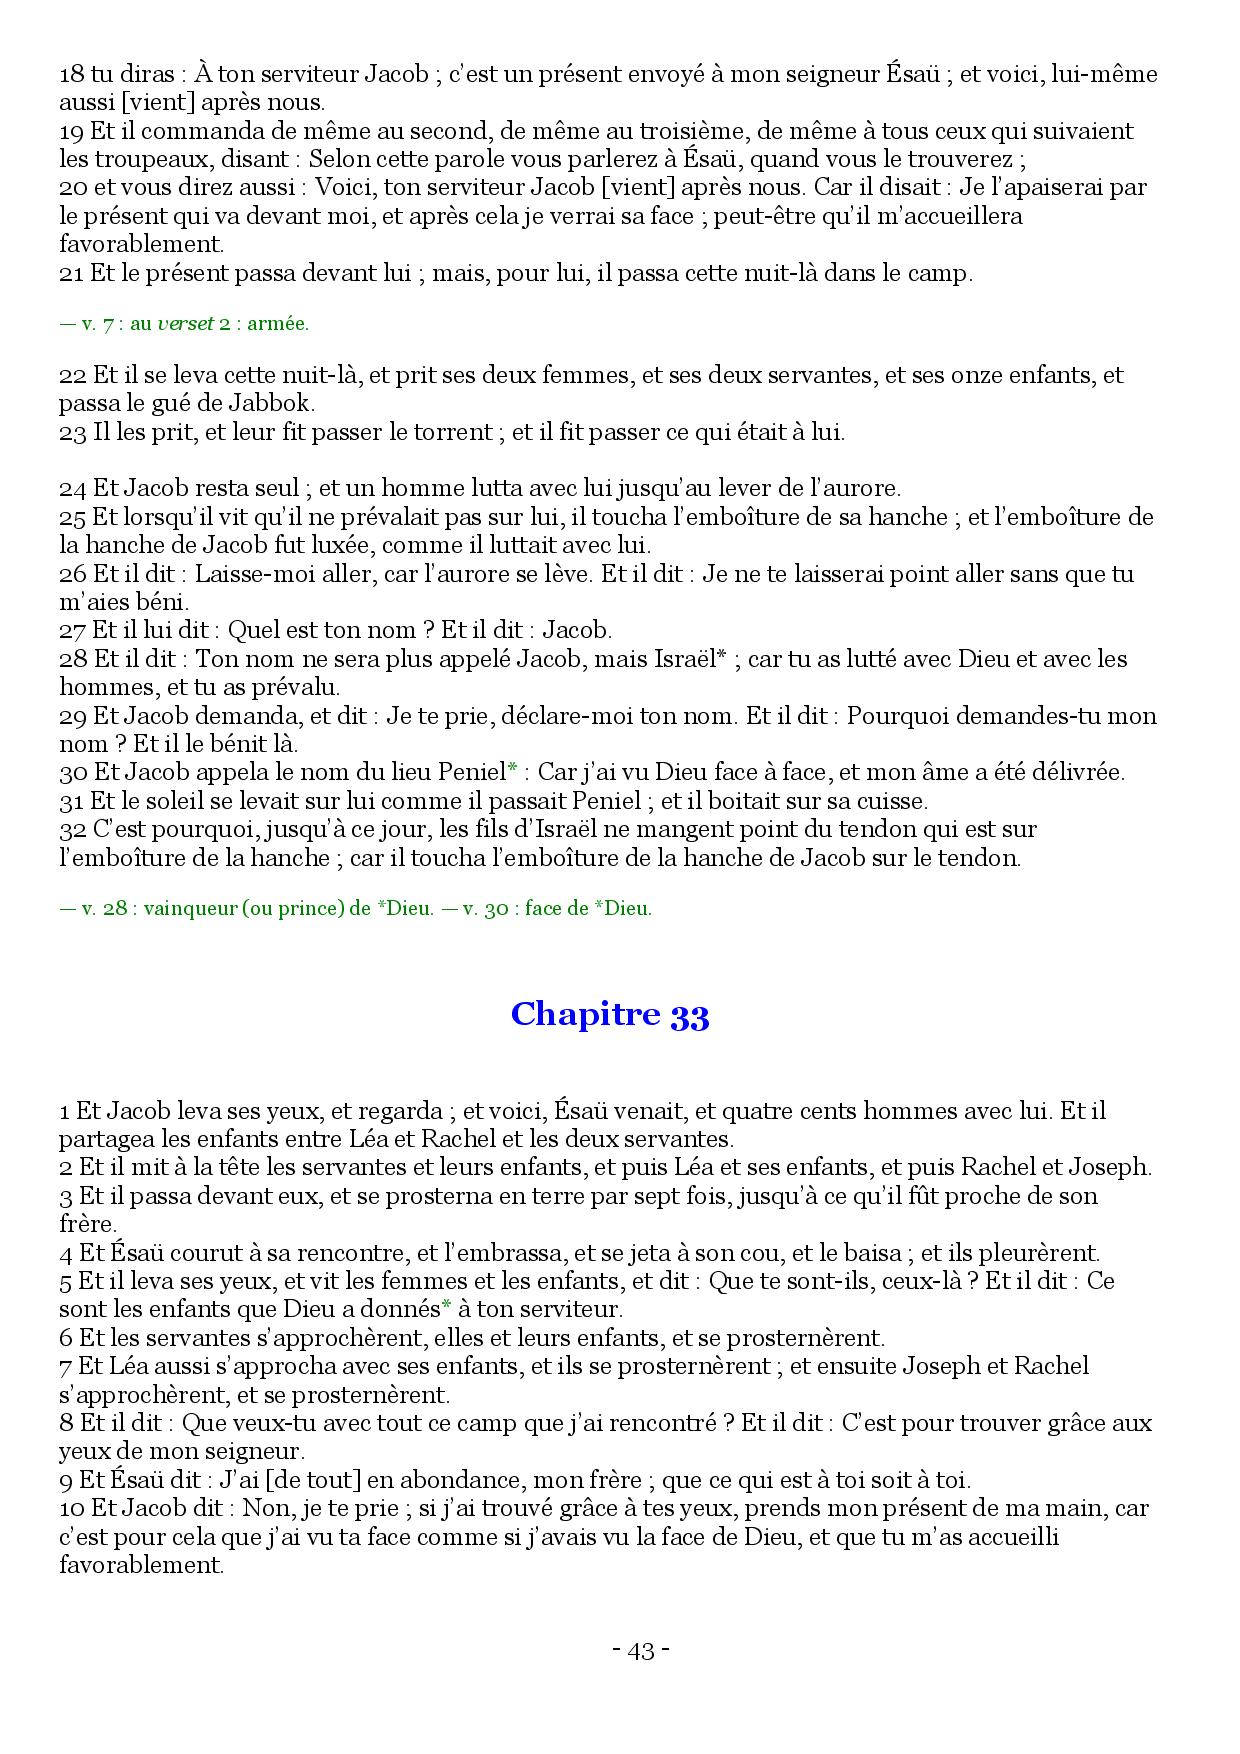 18 tu diras : À ton serviteur Jacob ; c’est un présent envoyé à mon seigneur Ésaü ; et voici, lui-même
aussi [vient] après nous.
19 Et il commanda de même au second, de même au troisième, de même à tous ceux qui suivaient
les troupeaux, disant : Selon cette parole vous parlerez à Ésaü, quand vous le trouverez ;
20 et vous direz aussi : Voici, ton serviteur Jacob [vient] après nous. Car il disait : Je l’apaiserai par
le présent qui va devant moi, et après cela je verrai sa face ; peut-être qu’il m’accueillera
favorablement.
21 Et le présent passa devant lui ; mais, pour lui, il passa cette nuit-là dans le camp.
— v. 7 : au verset 2 : armée.
22 Et il se leva cette nuit-là, et prit ses deux femmes, et ses deux servantes, et ses onze enfants, et
passa le gué de Jabbok.
23 Il les prit, et leur fit passer le torrent ; et il fit passer ce qui était à lui.
24 Et Jacob resta seul ; et un homme lutta avec lui jusqu’au lever de l’aurore.
25 Et lorsqu’il vit qu’il ne prévalait pas sur lui, il toucha l’emboîture de sa hanche ; et l’emboîture de
la hanche de Jacob fut luxée, comme il luttait avec lui.
26 Et il dit : Laisse-moi aller, car l’aurore se lève. Et il dit : Je ne te laisserai point aller sans que tu
m’aies béni.
27 Et il lui dit : Quel est ton nom ? Et il dit : Jacob.
28 Et il dit : Ton nom ne sera plus appelé Jacob, mais Israël* ; car tu as lutté avec Dieu et avec les
hommes, et tu as prévalu.
29 Et Jacob demanda, et dit : Je te prie, déclare-moi ton nom. Et il dit : Pourquoi demandes-tu mon
nom ? Et il le bénit là.
30 Et Jacob appela le nom du lieu Peniel* : Car j’ai vu Dieu face à face, et mon âme a été délivrée.
31 Et le soleil se levait sur lui comme il passait Peniel ; et il boitait sur sa cuisse.
32 C’est pourquoi, jusqu’à ce jour, les fils d’Israël ne mangent point du tendon qui est sur
l’emboîture de la hanche ; car il toucha l’emboîture de la hanche de Jacob sur le tendon.
— v. 28 : vainqueur (ou prince) de *Dieu. — v. 30 : face de *Dieu.
Chapitre 33
1 Et Jacob leva ses yeux, et regarda ; et voici, Ésaü venait, et quatre cents hommes avec lui. Et il
partagea les enfants entre Léa et Rachel et les deux servantes.
2 Et il mit à la tête les servantes et leurs enfants, et puis Léa et ses enfants, et puis Rachel et Joseph.
3 Et il passa devant eux, et se prosterna en terre par sept fois, jusqu’à ce qu’il fût proche de son
frère.
4 Et Ésaü courut à sa rencontre, et l’embrassa, et se jeta à son cou, et le baisa ; et ils pleurèrent.
5 Et il leva ses yeux, et vit les femmes et les enfants, et dit : Que te sont-ils, ceux-là ? Et il dit : Ce
sont les enfants que Dieu a donnés* à ton serviteur.
6 Et les servantes s’approchèrent, elles et leurs enfants, et se prosternèrent.
7 Et Léa aussi s’approcha avec ses enfants, et ils se prosternèrent ; et ensuite Joseph et Rachel
s’approchèrent, et se prosternèrent.
8 Et il dit : Que veux-tu avec tout ce camp que j’ai rencontré ? Et il dit : C’est pour trouver grâce aux
yeux de mon seigneur.
9 Et Ésaü dit : J’ai [de tout] en abondance, mon frère ; que ce qui est à toi soit à toi.
10 Et Jacob dit : Non, je te prie ; si j’ai trouvé grâce à tes yeux, prends mon présent de ma main, car
c’est pour cela que j’ai vu ta face comme si j’avais vu la face de Dieu, et que tu m’as accueilli
favorablement.
- 43 -